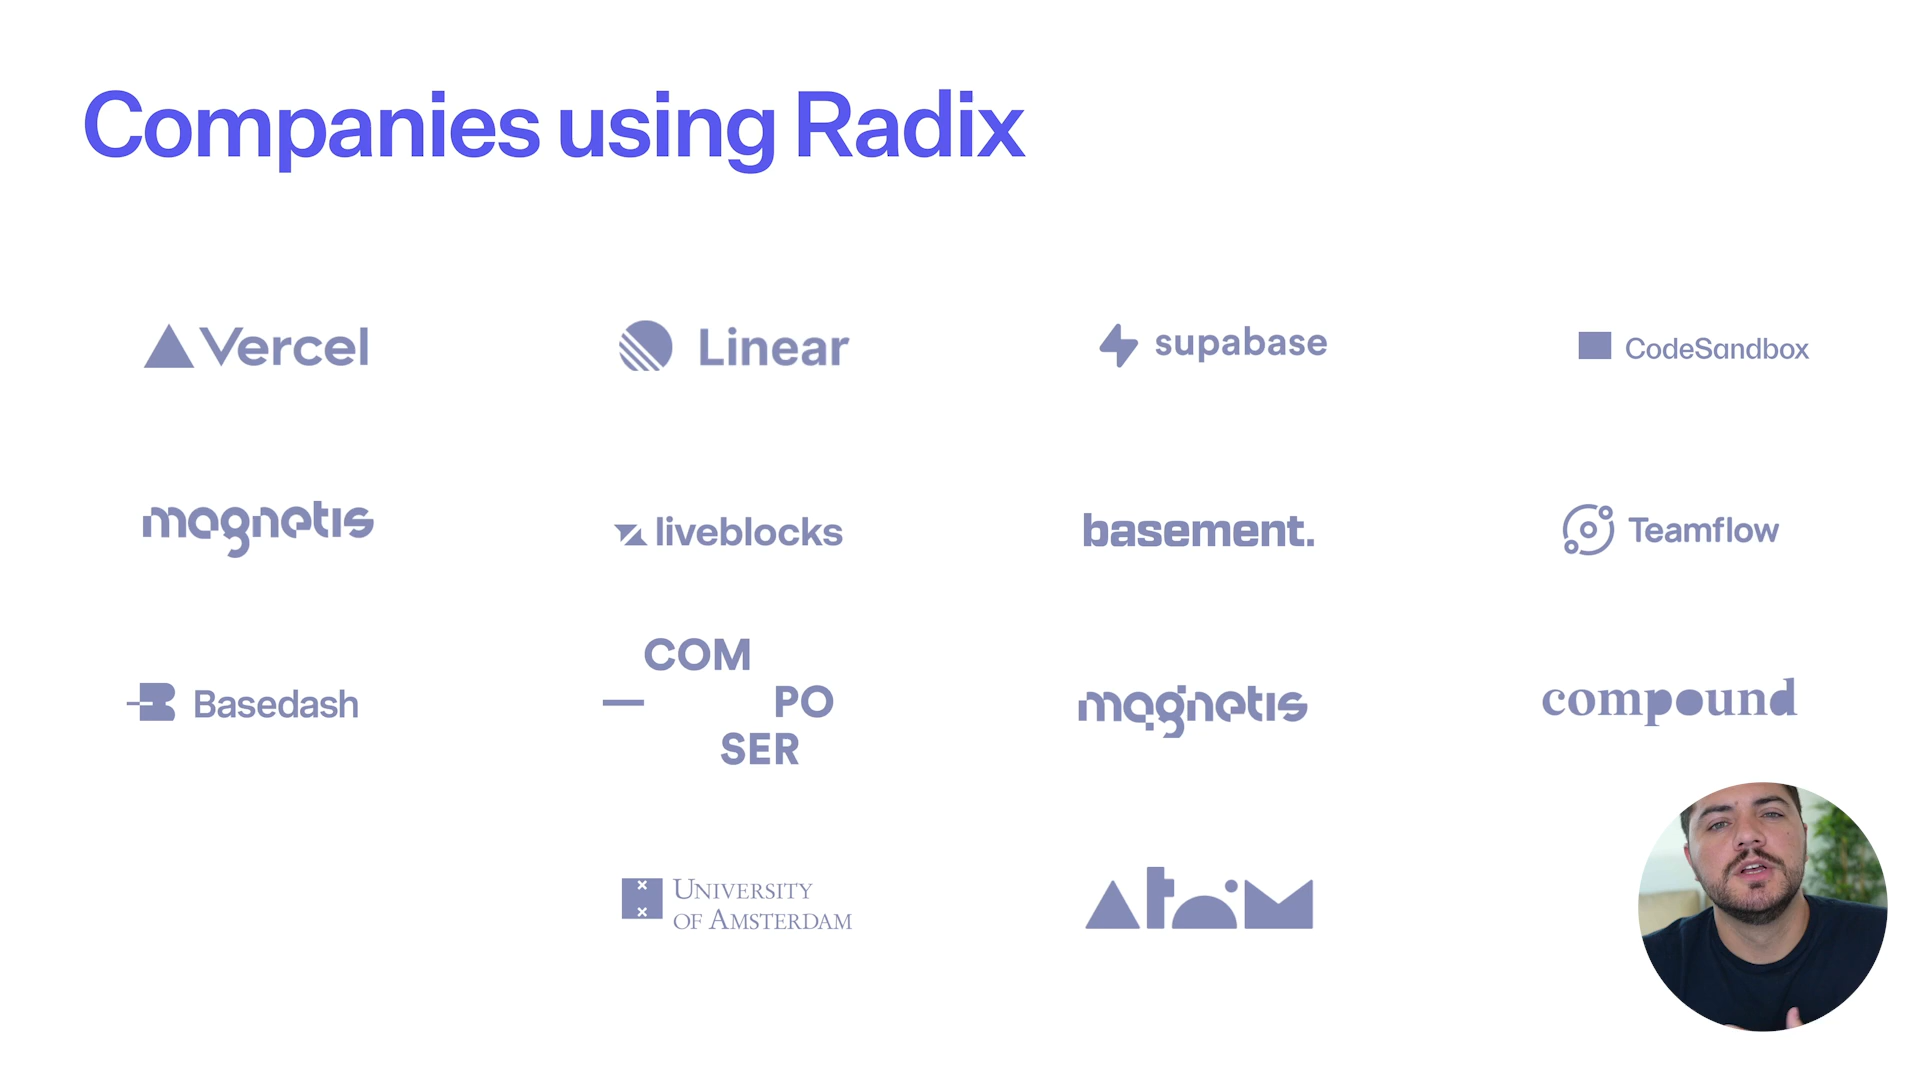 Companies using Radix
Vercel
Linear
supabase
CodeSandbox
magnetis
liveblocks
basement.
Teamflow
Basedash
COM
PO
SER
magnetis
compound
UNIVERSITY
OF AMSTERDAM
Atom